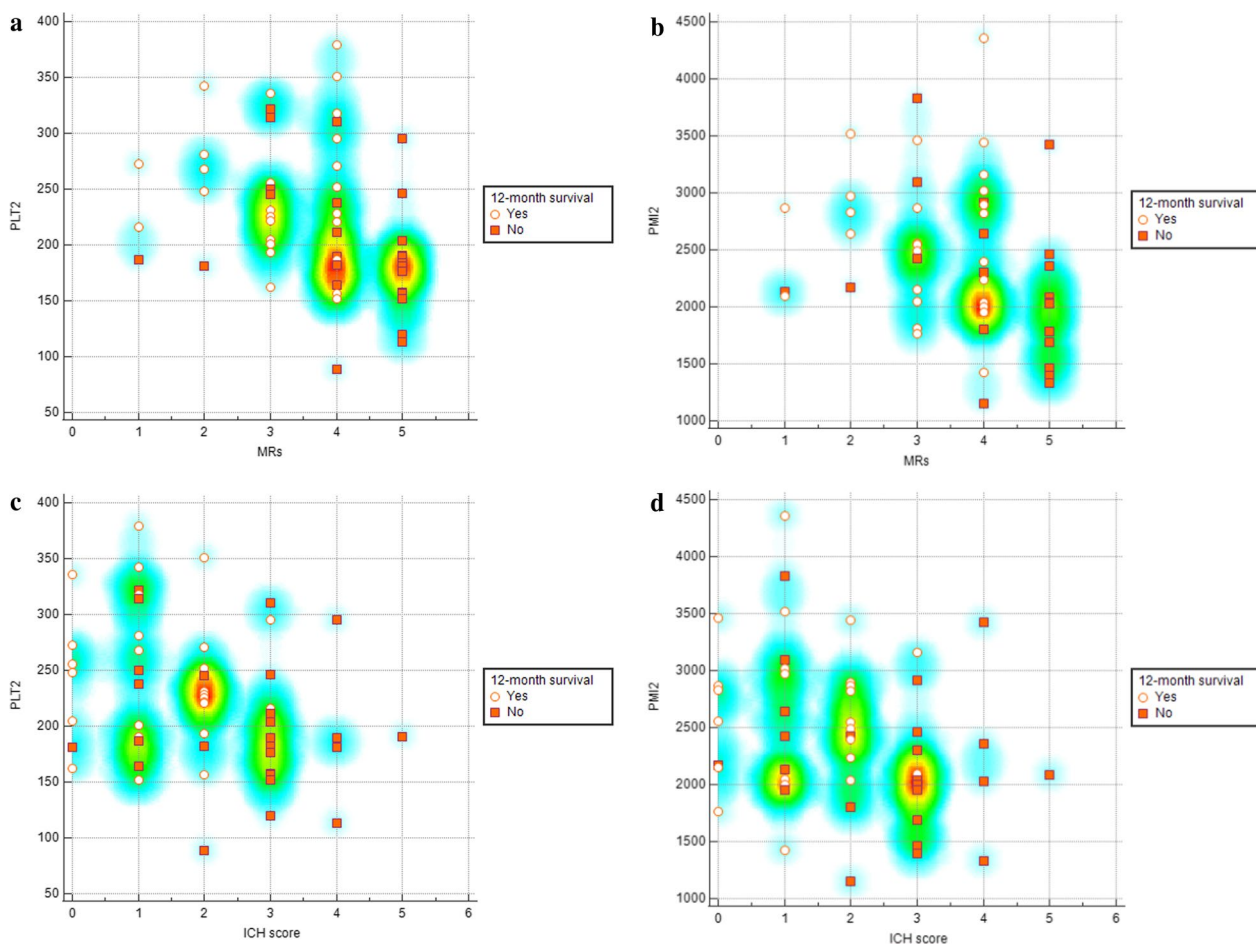 a
PLT2
400
350
300
250
200
150
100
50
0 1 2 3 4 5 6
MRs
12-month survival
Yes
No
b
PMI2
4500
4000
3500
3000
2500
2000
1500
1000
0 1 2 3 4 5 6
MRs
12-month survival
Yes
No
c
PLT2
400
350
300
250
200
150
100
50
0 1 2 3 4 5 6
ICH score
12-month survival
Yes
No
d
PMI2
4500
4000
3500
3000
2500
2000
1500
1000
0 1 2 3 4 5 6
ICH score
12-month survival
Yes
No